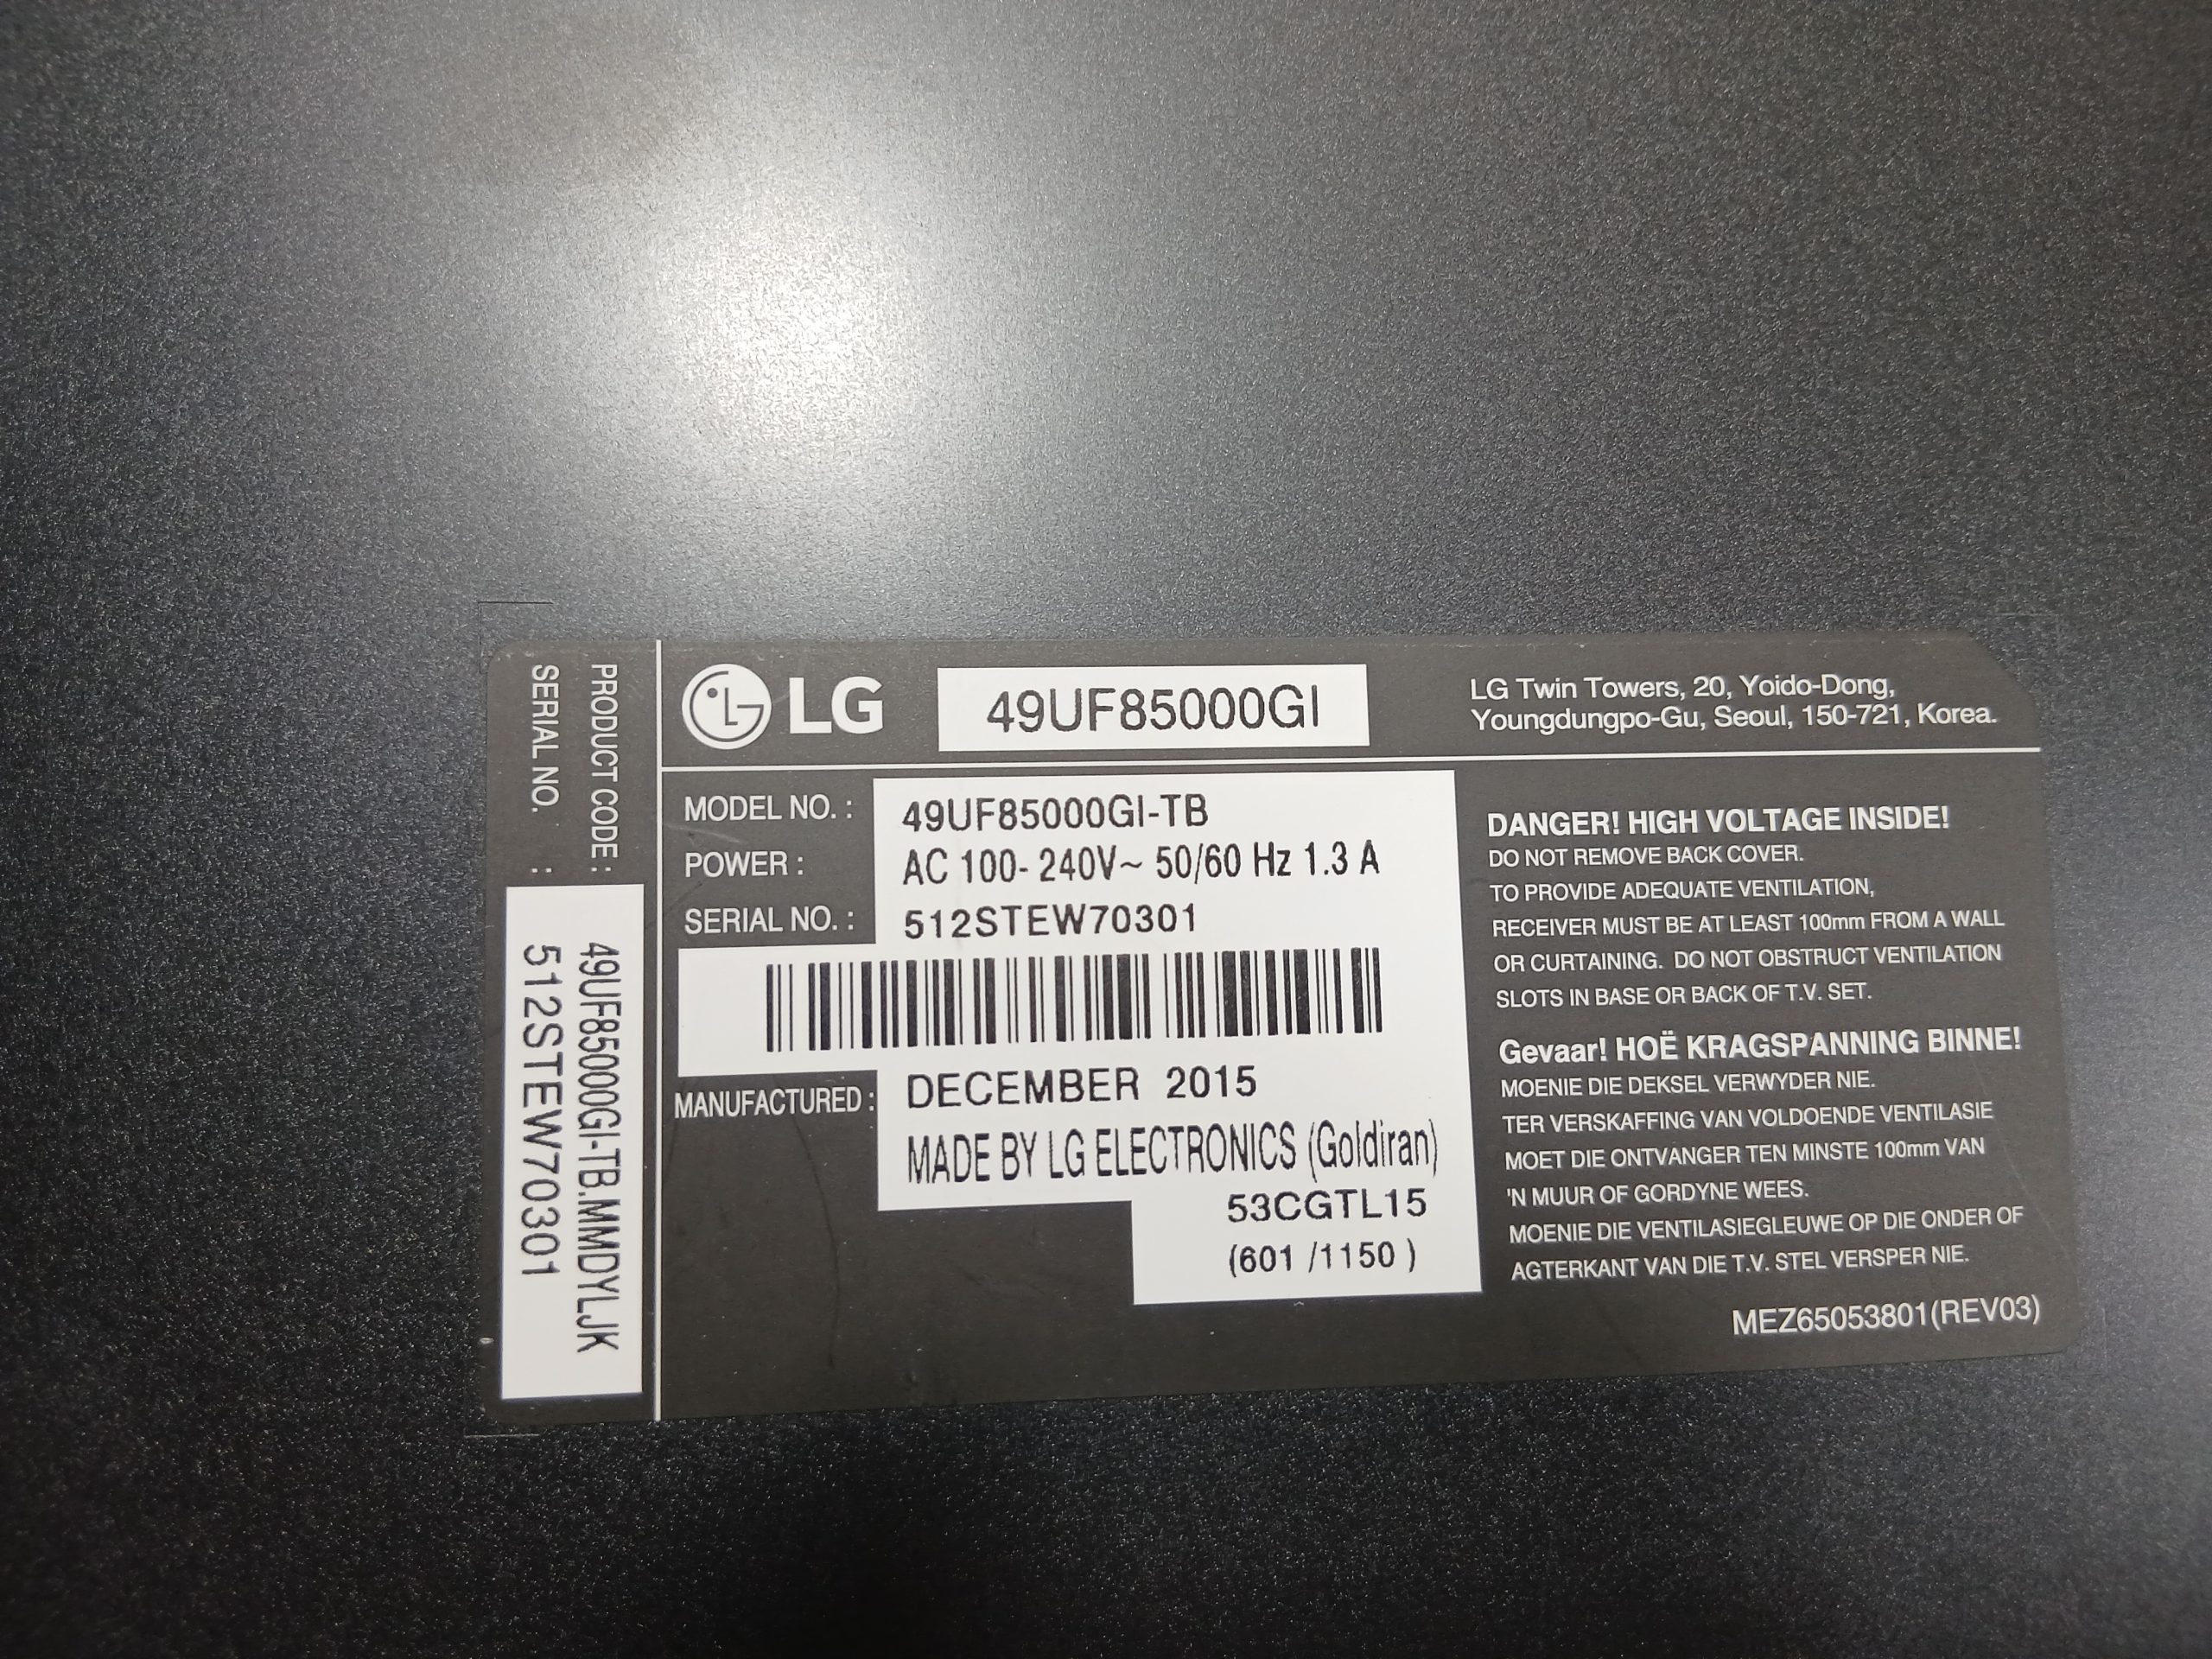 LG
49UF85000GI
LG Twin Towers, 20, Yoido-Dong,
Youngdungpo-Gu, Seoul, 150-721, Korea.
PRODUCT CODE : 49UF85000GI-TB.MMDYLJK
SERIAL NO. : 512STEW70301
MODEL NO. : 49UF85000GI-TB
POWER : AC 100- 240V~ 50/60 Hz 1.3 A
SERIAL NO. : 512STEW70301
MANUFACTURED : DECEMBER 2015
MADE BY LG ELECTRONICS (Goldiran)
53CGTL15
(601 /1150 )
DANGER! HIGH VOLTAGE INSIDE!
DO NOT REMOVE BACK COVER.
TO PROVIDE ADEQUATE VENTILATION,
RECEIVER MUST BE AT LEAST 100mm FROM A WALL
OR CURTAINING. DO NOT OBSTRUCT VENTILATION
SLOTS IN BASE OR BACK OF T.V. SET.
Gevaar! HOË KRAGSPANNING BINNE!
MOENIE DIE DEKSEL VERWYDER NIE.
TER VERSKAFFING VAN VOLDOENDE VENTILASIE
MOET DIE ONTVANGER TEN MINSTE 100mm VAN
'N MUUR OF GORDYNE WEES.
MOENIE DIE VENTILASIEGLEUWE OP DIE ONDER OF
AGTERKANT VAN DIE T.V. STEL VERSPER NIE.
MEZ65053801(REV03)